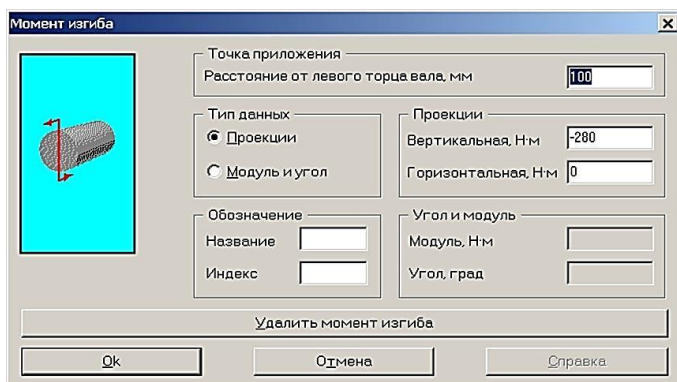 Момент изгиба
Точка приложения
Расстояние от левого торца вала, мм 100
Тип данных
Проекции
Модуль и угол
Проекции
Вертикальная, Н·м -280
Горизонтальная, Н·м 0
Обозначение
Название
Индекс
Угол и модуль
Модуль, Н·м
Угол, град
Удалить момент изгиба
Ok Отмена Справка